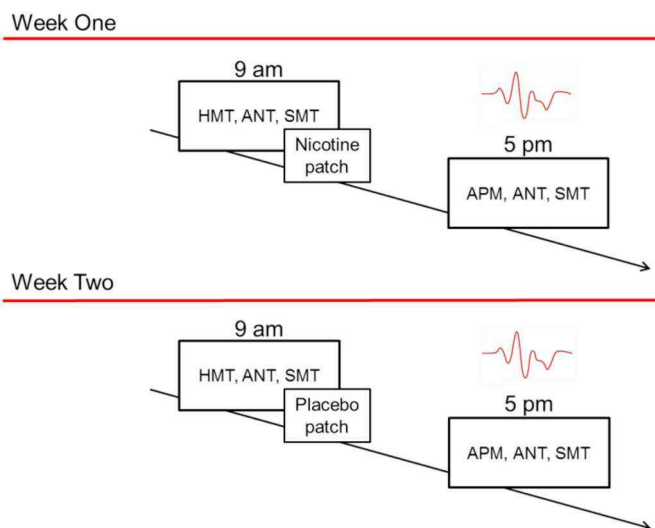 Week One
9 am
HMT, ANT, SMT
Nicotine
patch
5 pm
APM, ANT, SMT
Week Two
9 am
HMT, ANT, SMT
Placebo
patch
5 pm
APM, ANT, SMT